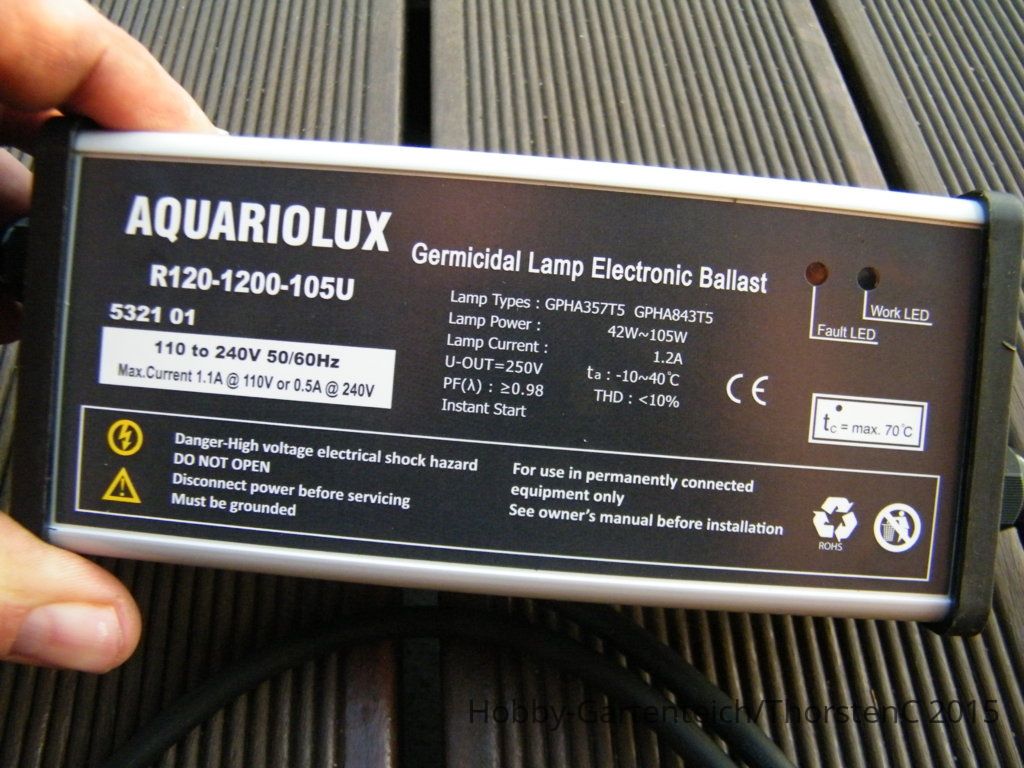 AQUARIOLUX
R120-1200-105U
5321 01
110 to 240V 50/60Hz
Max.Current 1.1A @ 110V or 0.5A @ 240V
Germicidal Lamp Electronic Ballast
Lamp Types : GPHA357T5 GPHA843T5
Lamp Power : 42W~105W
Lamp Current : 1.2A
U-OUT=250V ta : -10~40℃
PF(λ) : ≥0.98 THD : <10%
Instant Start
CE
Work LED
Fault LED
tc = max. 70℃
Danger-High voltage electrical shock hazard
DO NOT OPEN
Disconnect power before servicing
Must be grounded
For use in permanently connected
equipment only
See owner's manual before installation
ROHS
Hobby-Gartenteich/ThorstenC 2015